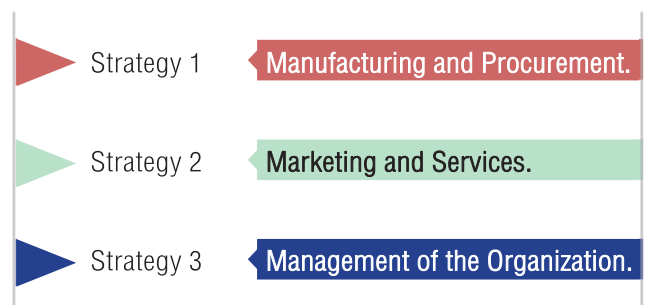 Strategy 1 Manufacturing and Procurement.
Strategy 2 Marketing and Services.
Strategy 3 Management of the Organization.